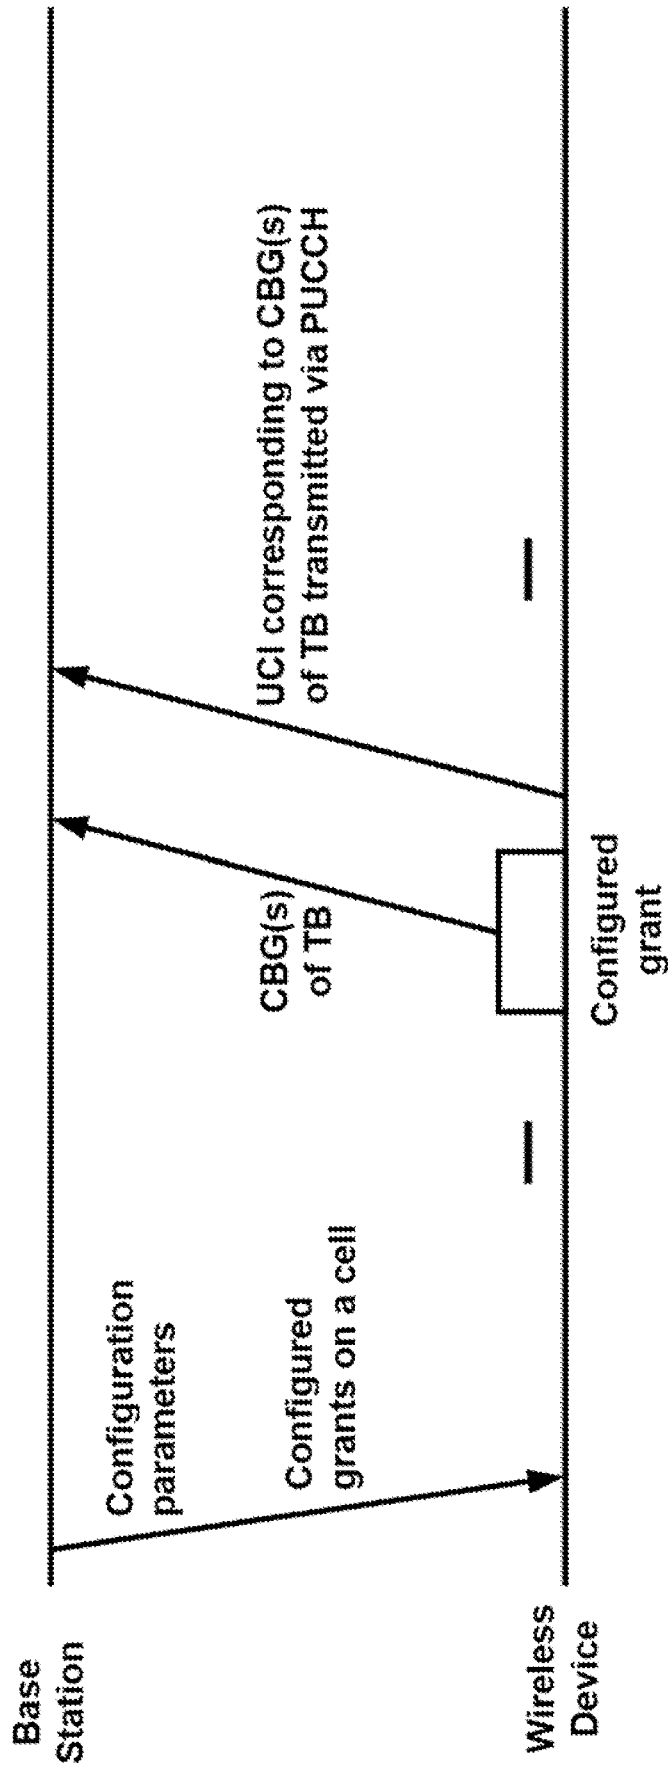 Base
Station
Configuration
parameters
Configured
grants on a cell
CBG(s)
of TB
UCI corresponding to CBG(s)
of TB transmitted via PUCCH
Wireless
Device
Configured
grant